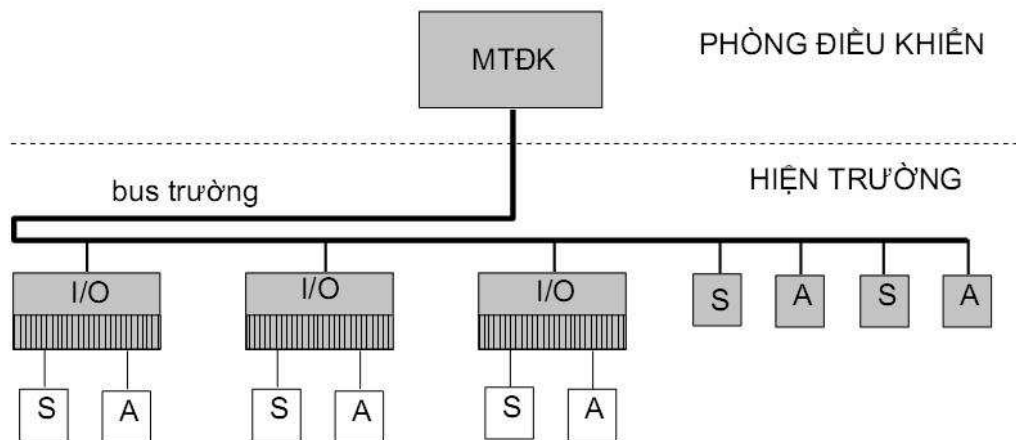 PHÒNG ĐIỀU KHIỂN
MTĐK
HIỆN TRƯỜNG
bus trường
I/O I/O I/O S A S A
S A S A S A